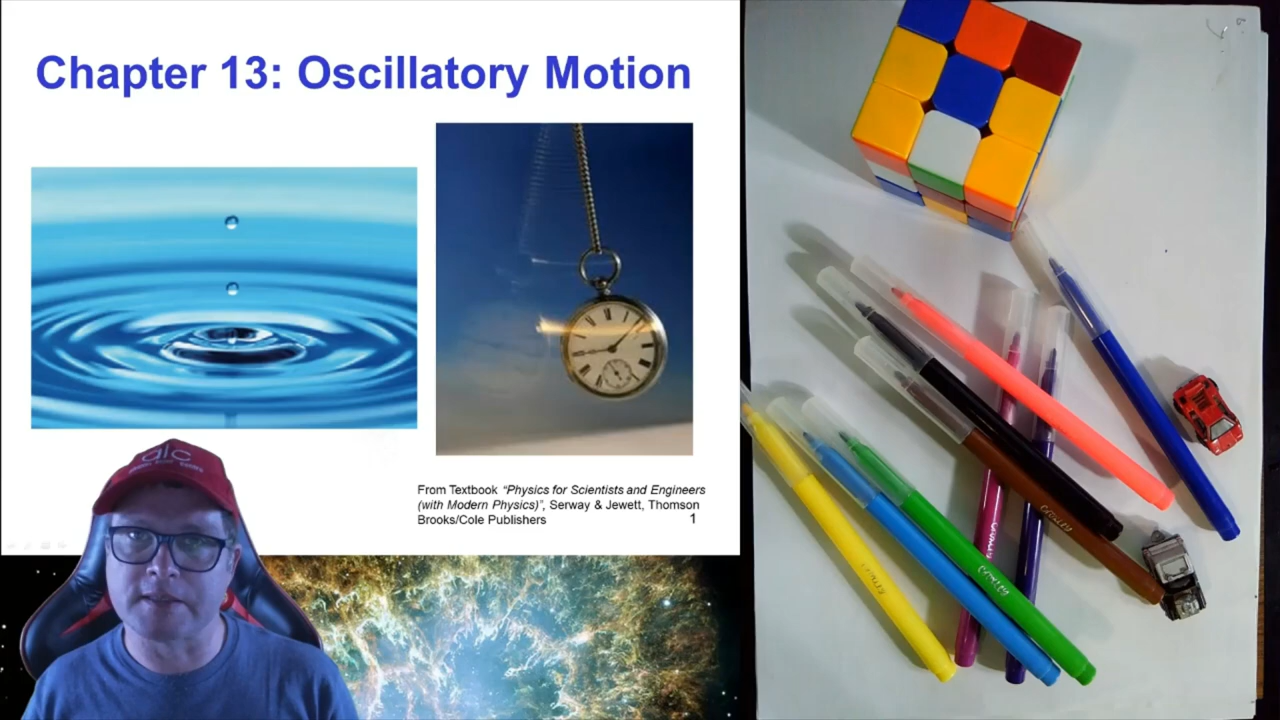 Chapter 13: Oscillatory Motion
From Textbook "Physics for Scientists and Engineers
(with Modern Physics)", Serway & Jewett, Thomson
Brooks/Cole Publishers
1
alc